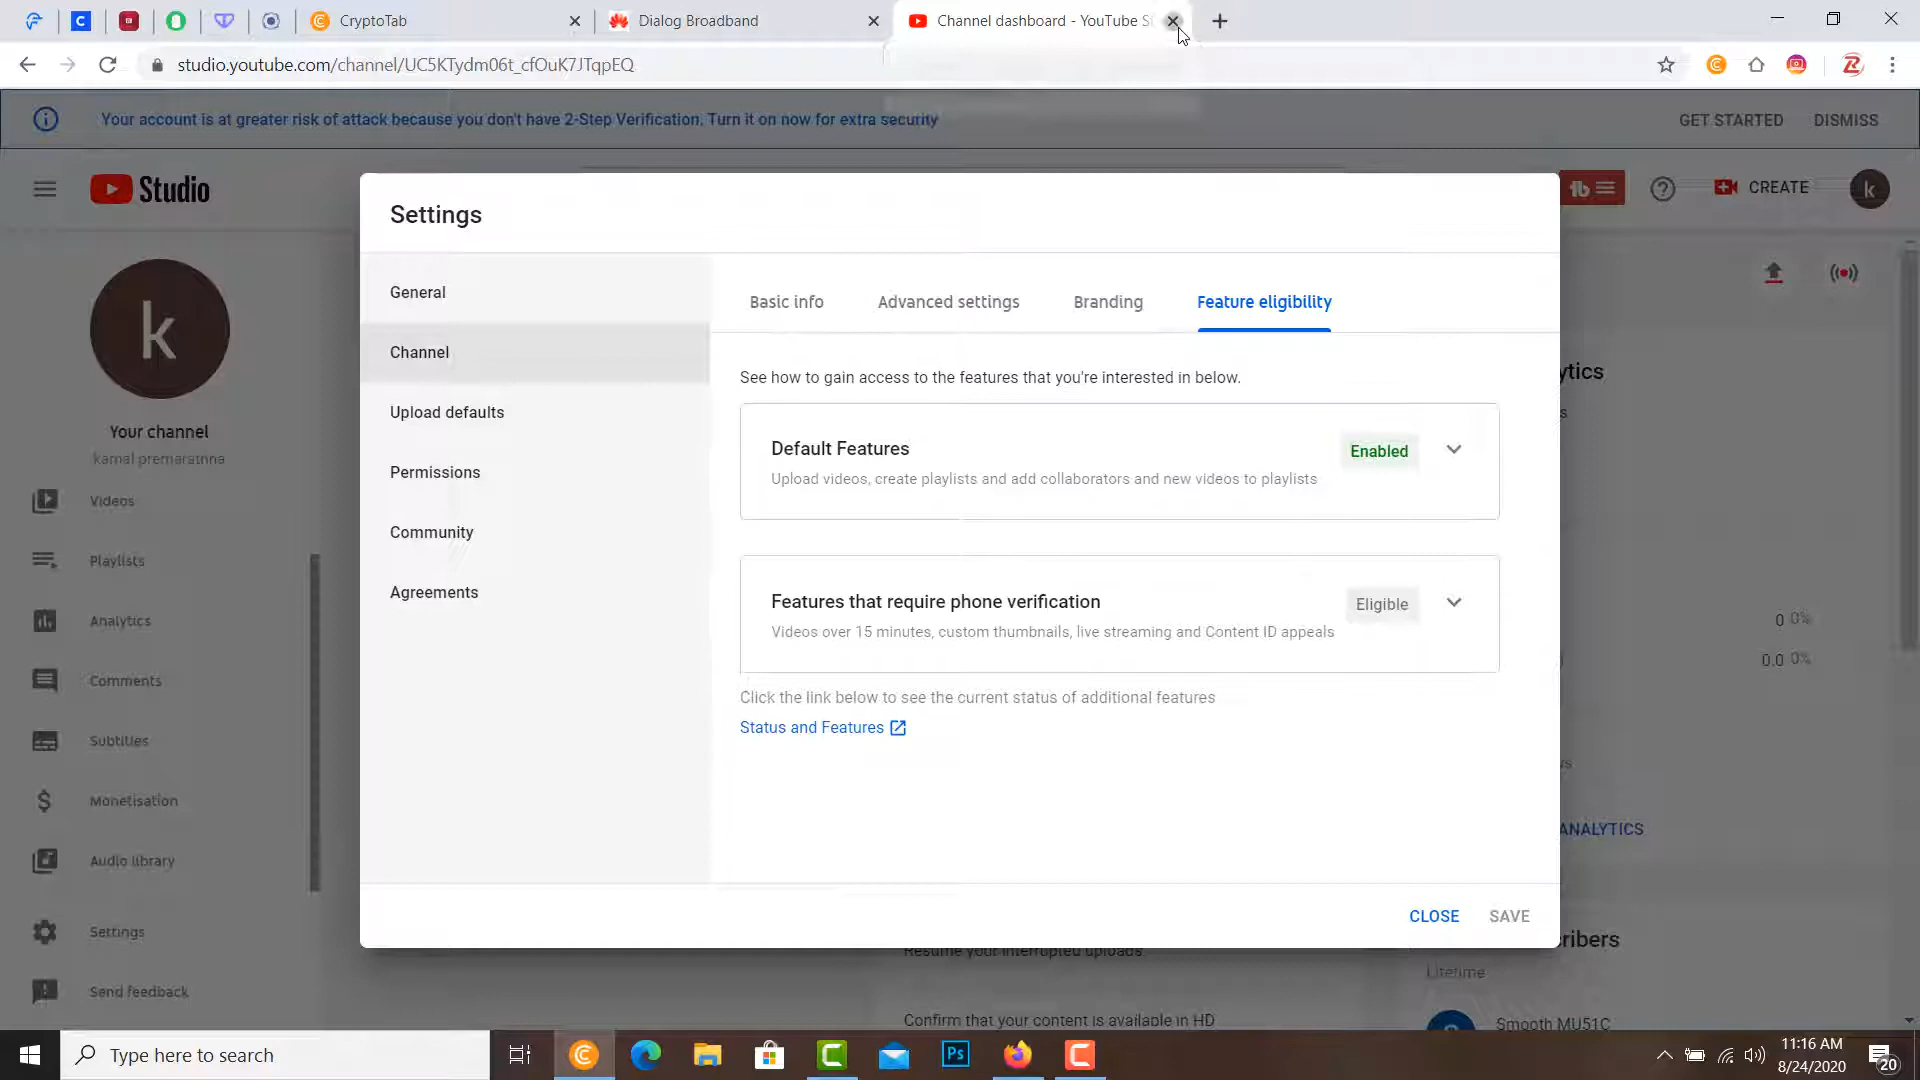 CryptoTab
Dialog Broadband
Channel dashboard - YouTube St
studio.youtube.com/channel/UC5KTydm06t_cfOuK7JTqpEQ
Your account is at greater risk of attack because you don't have 2-Step Verification. Turn it on now for extra security
GET STARTED
DISMISS
Studio
CREATE
k
k
Your channel
kamal premarathna
Videos
Playlists
Analytics
Comments
Subtitles
Monetisation
Audio library
Settings
Send feedback
Settings
General
Channel
Upload defaults
Permissions
Community
Agreements
Basic info
Advanced settings
Branding
Feature eligibility
See how to gain access to the features that you're interested in below.
Default Features
Enabled
Upload videos, create playlists and add collaborators and new videos to playlists
Features that require phone verification
Eligible
Videos over 15 minutes, custom thumbnails, live streaming and Content ID appeals
Click the link below to see the current status of additional features
Status and Features
CLOSE
SAVE
ytics
s
0 0%
0.0 0%
ws
ANALYTICS
cribers
Lifetime
Smooth MU51C
Resume your interrupted uploads
Confirm that your content is available in HD
Type here to search
Ps
11:16 AM
8/24/2020
20